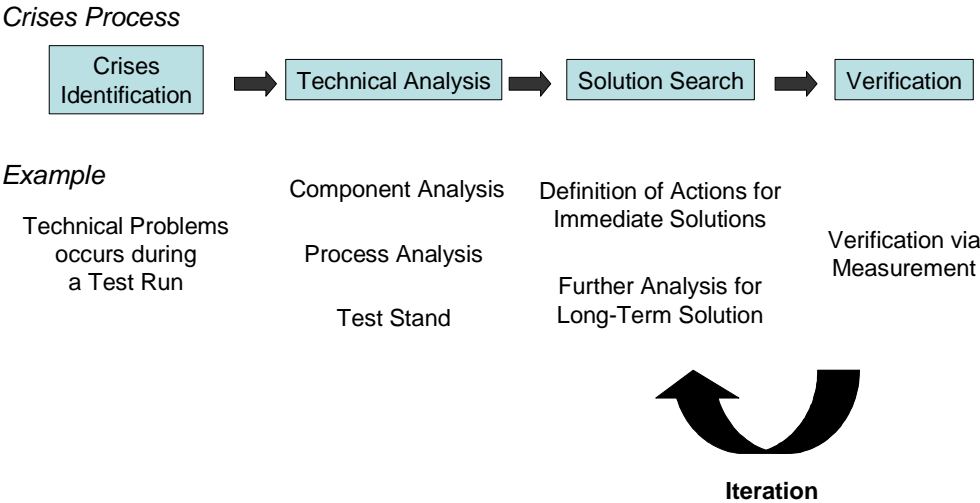 Crises Process
Crises
Identification
Technical Analysis
Solution Search
Verification
Example
Technical Problems
occurs during
a Test Run
Component Analysis
Process Analysis
Test Stand
Definition of Actions for
Immediate Solutions
Further Analysis for
Long-Term Solution
Verification via
Measurement
Iteration